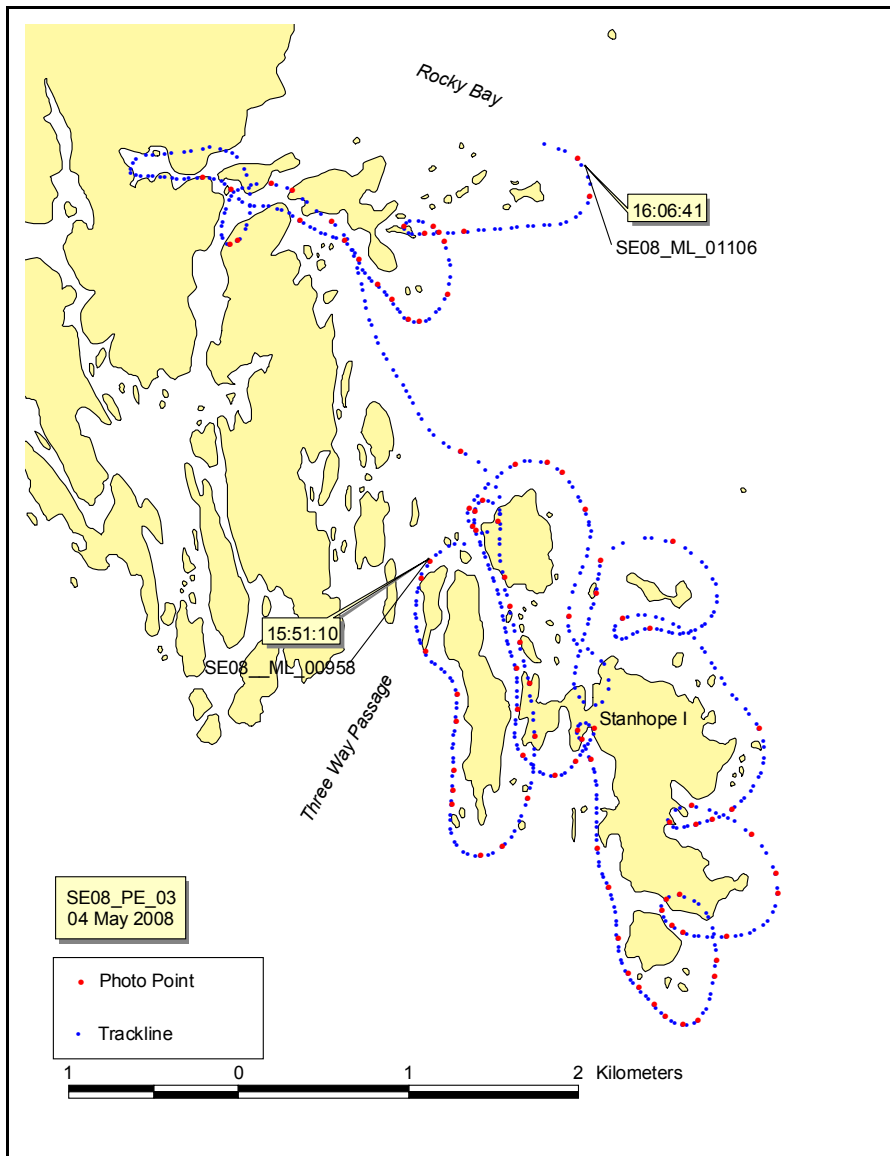 Rocky Bay
16:06:41
SE08_ML_01106
15:51:10
SE08__ML_00958
Three Way Passage
Stanhope I
SE08_PE_03
04 May 2008
Photo Point
Trackline
1 0 1 2 Kilometers